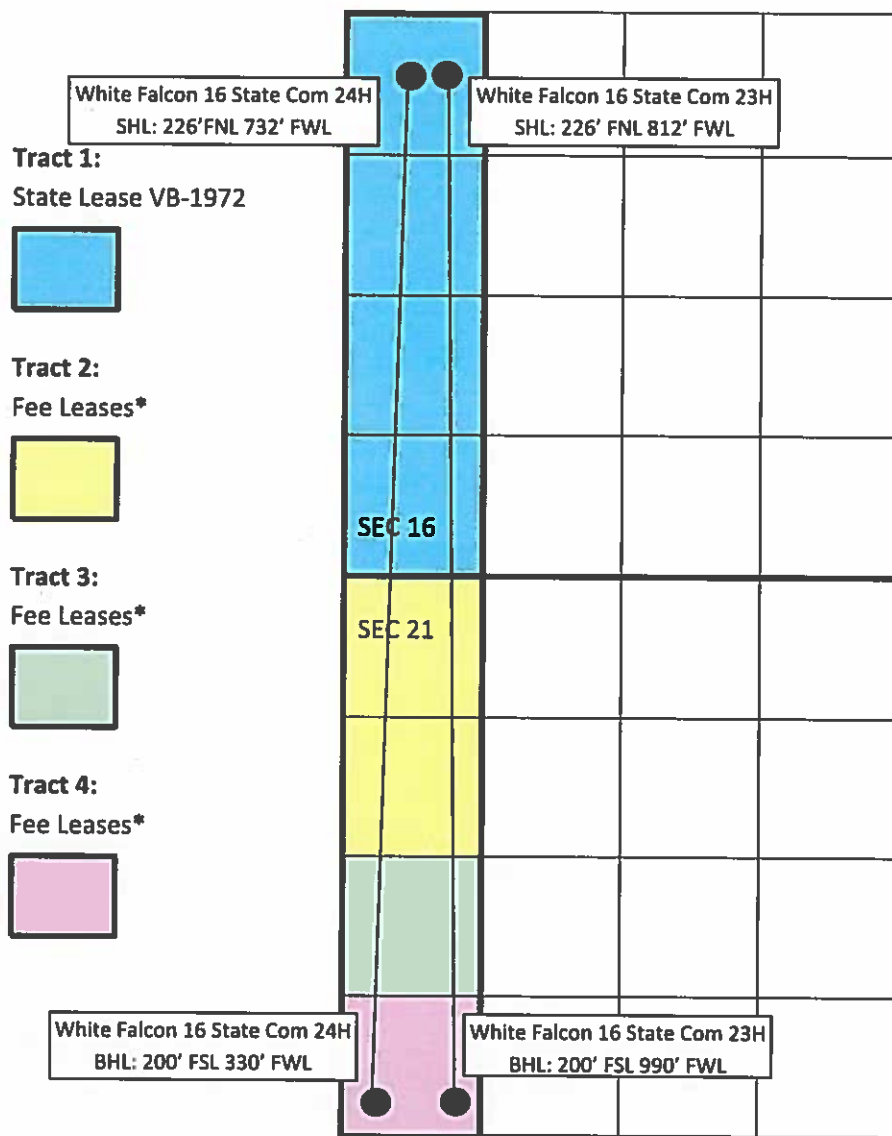 White Falcon 16 State Com 24H
SHL: 226'FNL 732' FWL
White Falcon 16 State Com 23H
SHL: 226' FNL 812' FWL
Tract 1:
State Lease VB-1972
Tract 2:
Fee Leases*
SEC 16
Tract 3:
Fee Leases*
SEC 21
Tract 4:
Fee Leases*
White Falcon 16 State Com 24H
BHL: 200' FSL 330' FWL
White Falcon 16 State Com 23H
BHL: 200' FSL 990' FWL